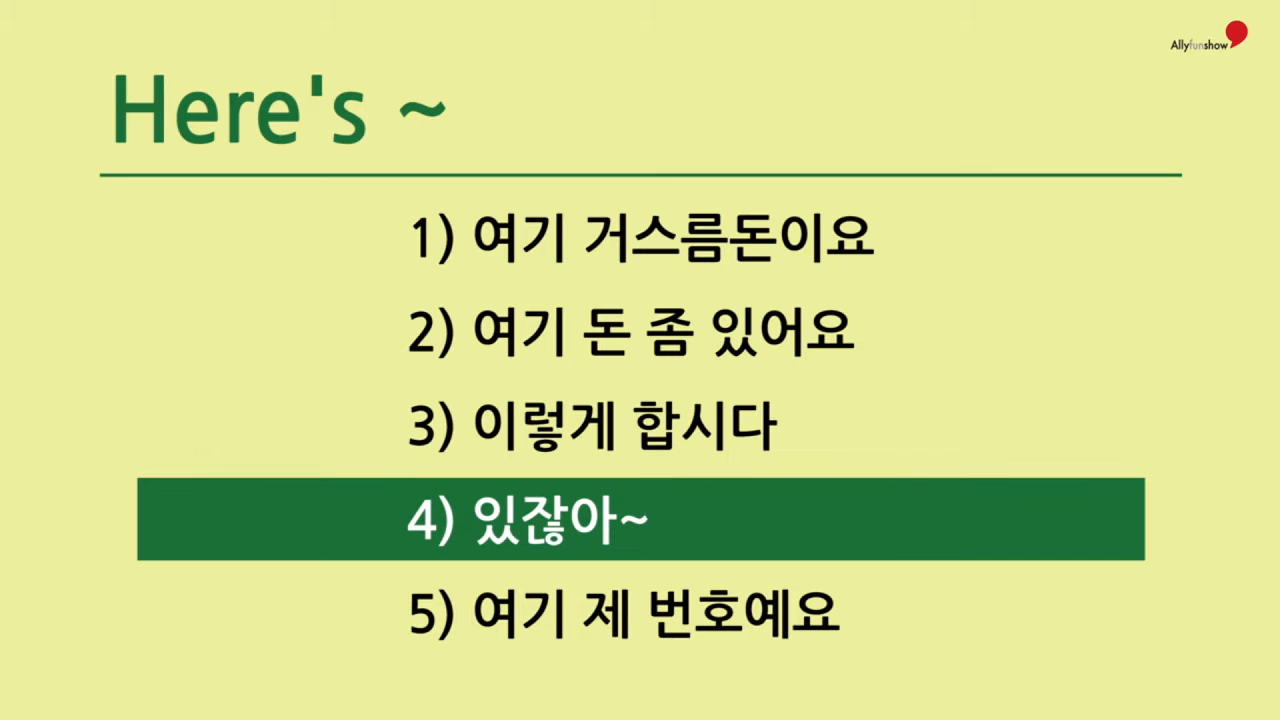 Allyfunshow
Here's ~
1) 여기 거스름돈이요
2) 여기 돈 좀 있어요
3) 이렇게 합시다
4) 있잖아~
5) 여기 제 번호예요